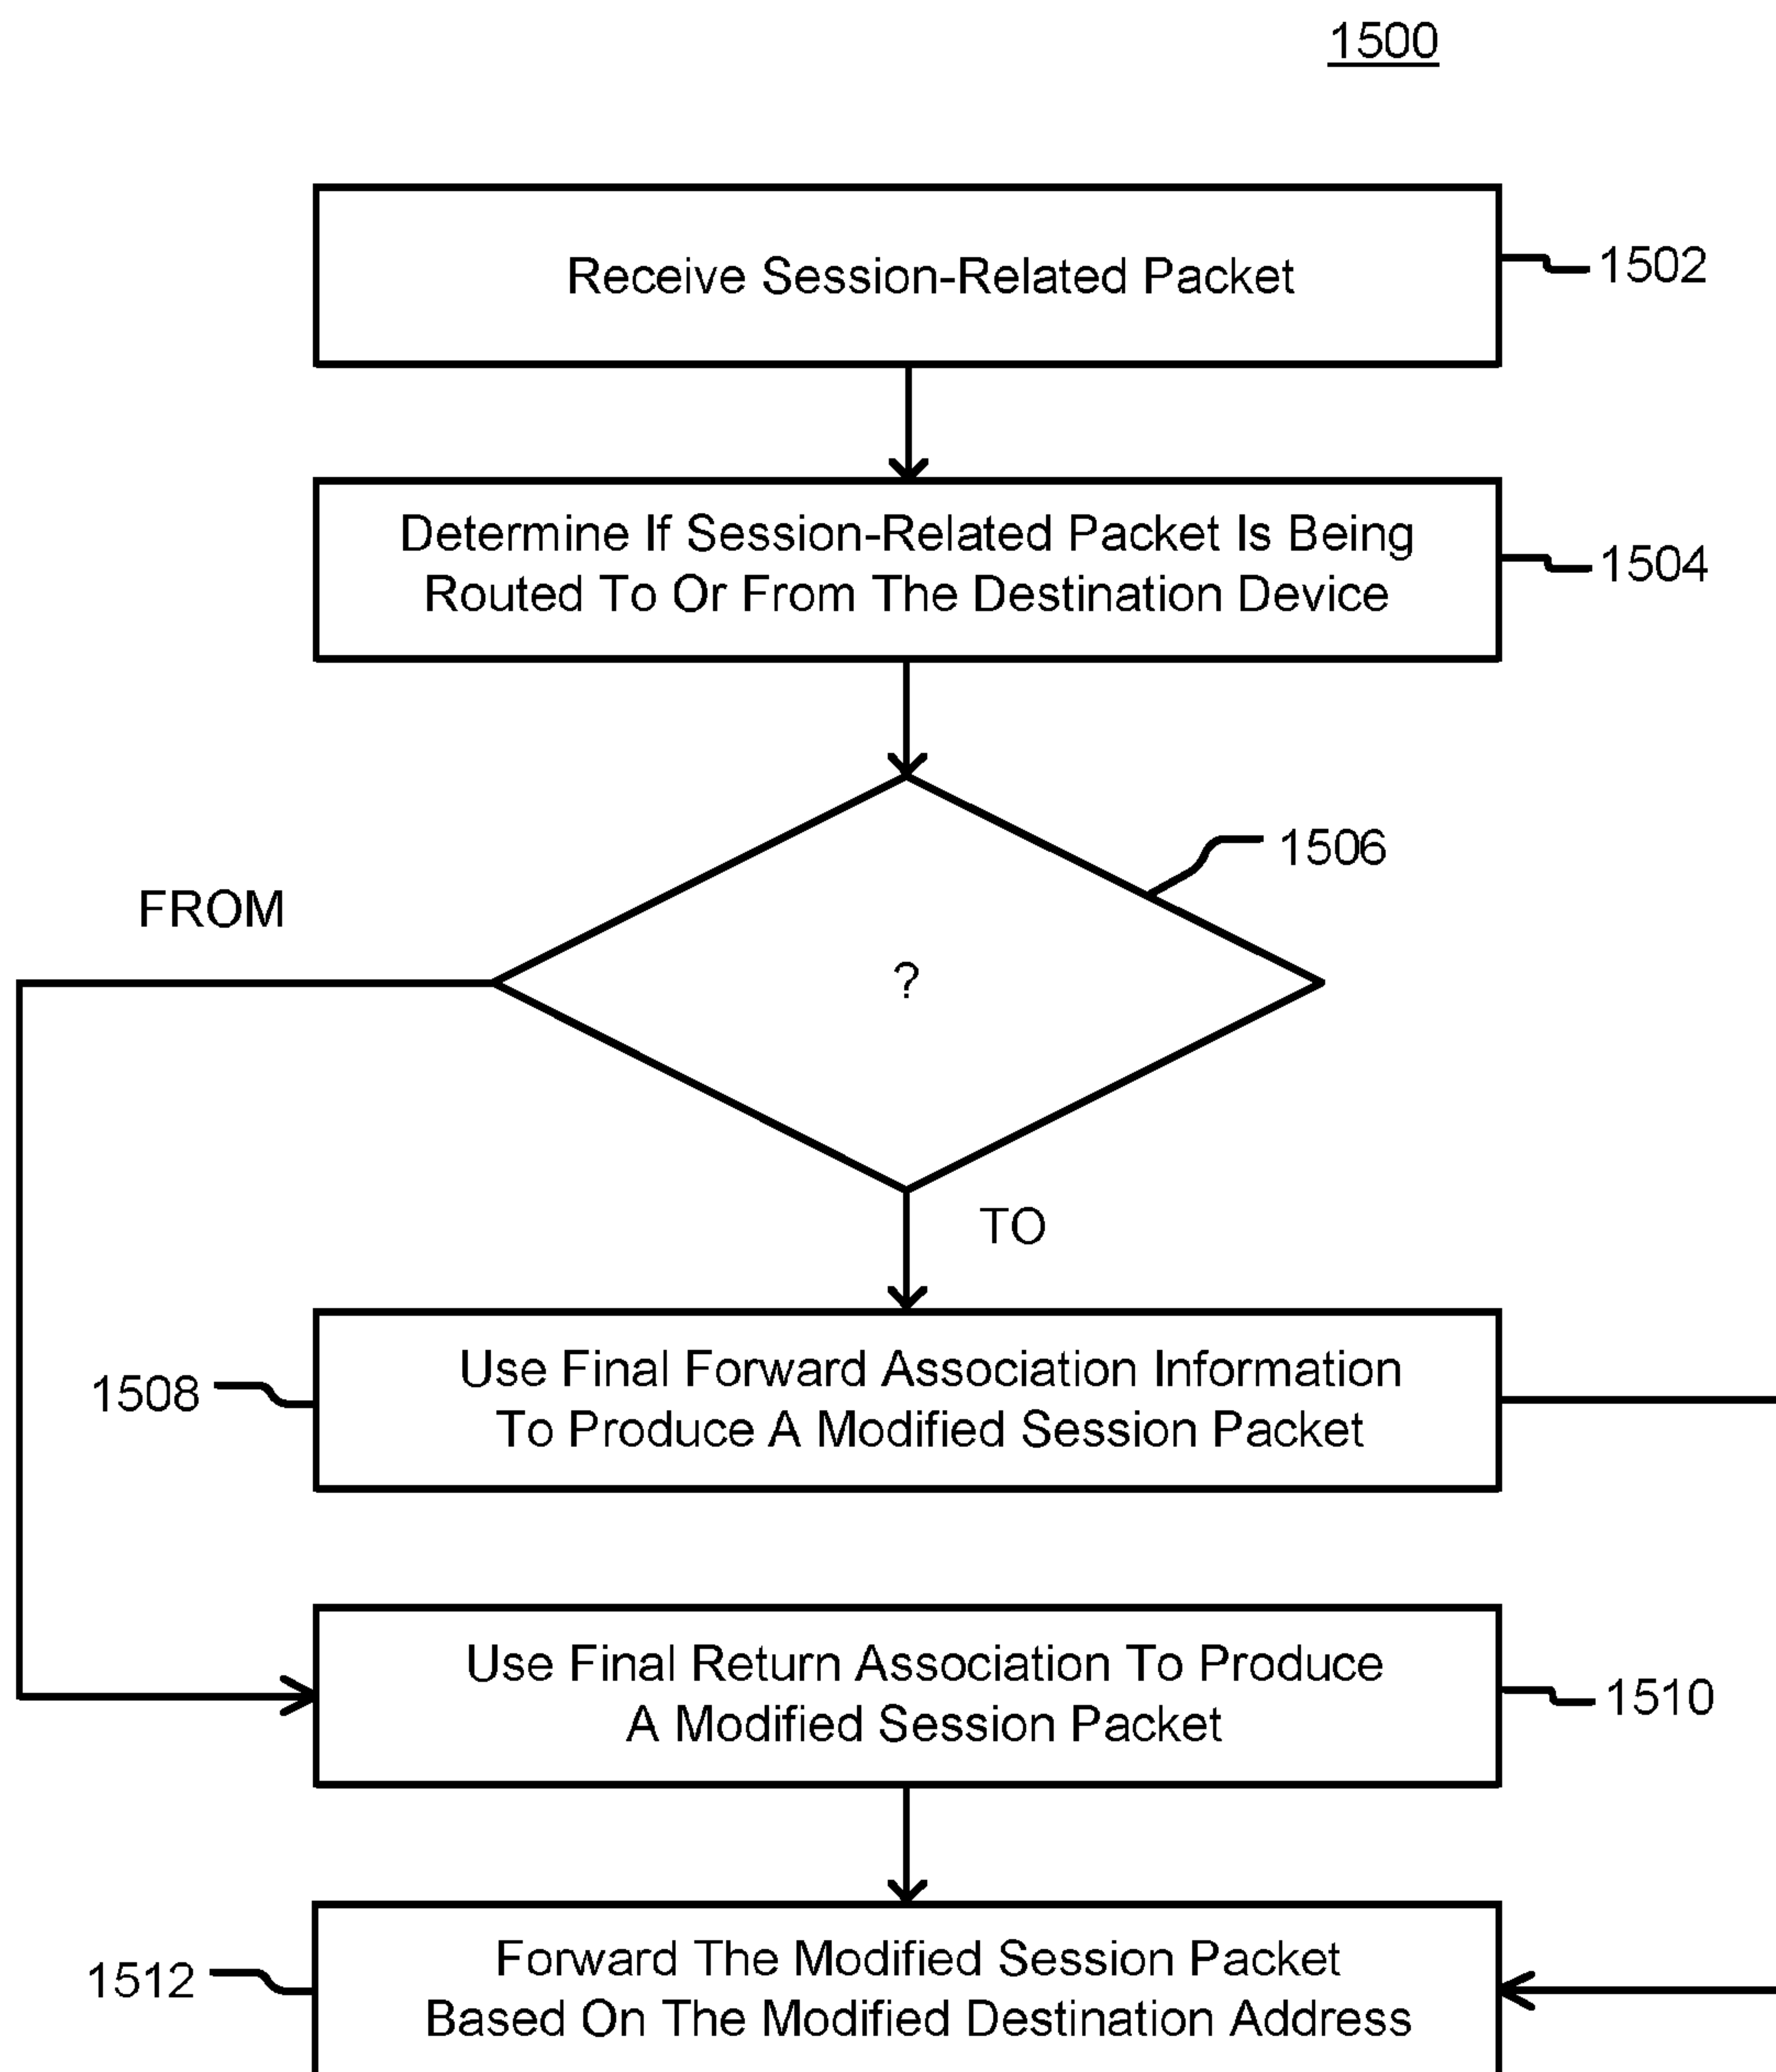 1500
Receive Session-Related Packet
1502
Determine If Session-Related Packet Is Being
Routed To Or From The Destination Device
1504
1506
FROM
?
TO
Use Final Forward Association Information
To Produce A Modified Session Packet
1508
Use Final Return Association To Produce
A Modified Session Packet
1510
Forward The Modified Session Packet
Based On The Modified Destination Address
1512